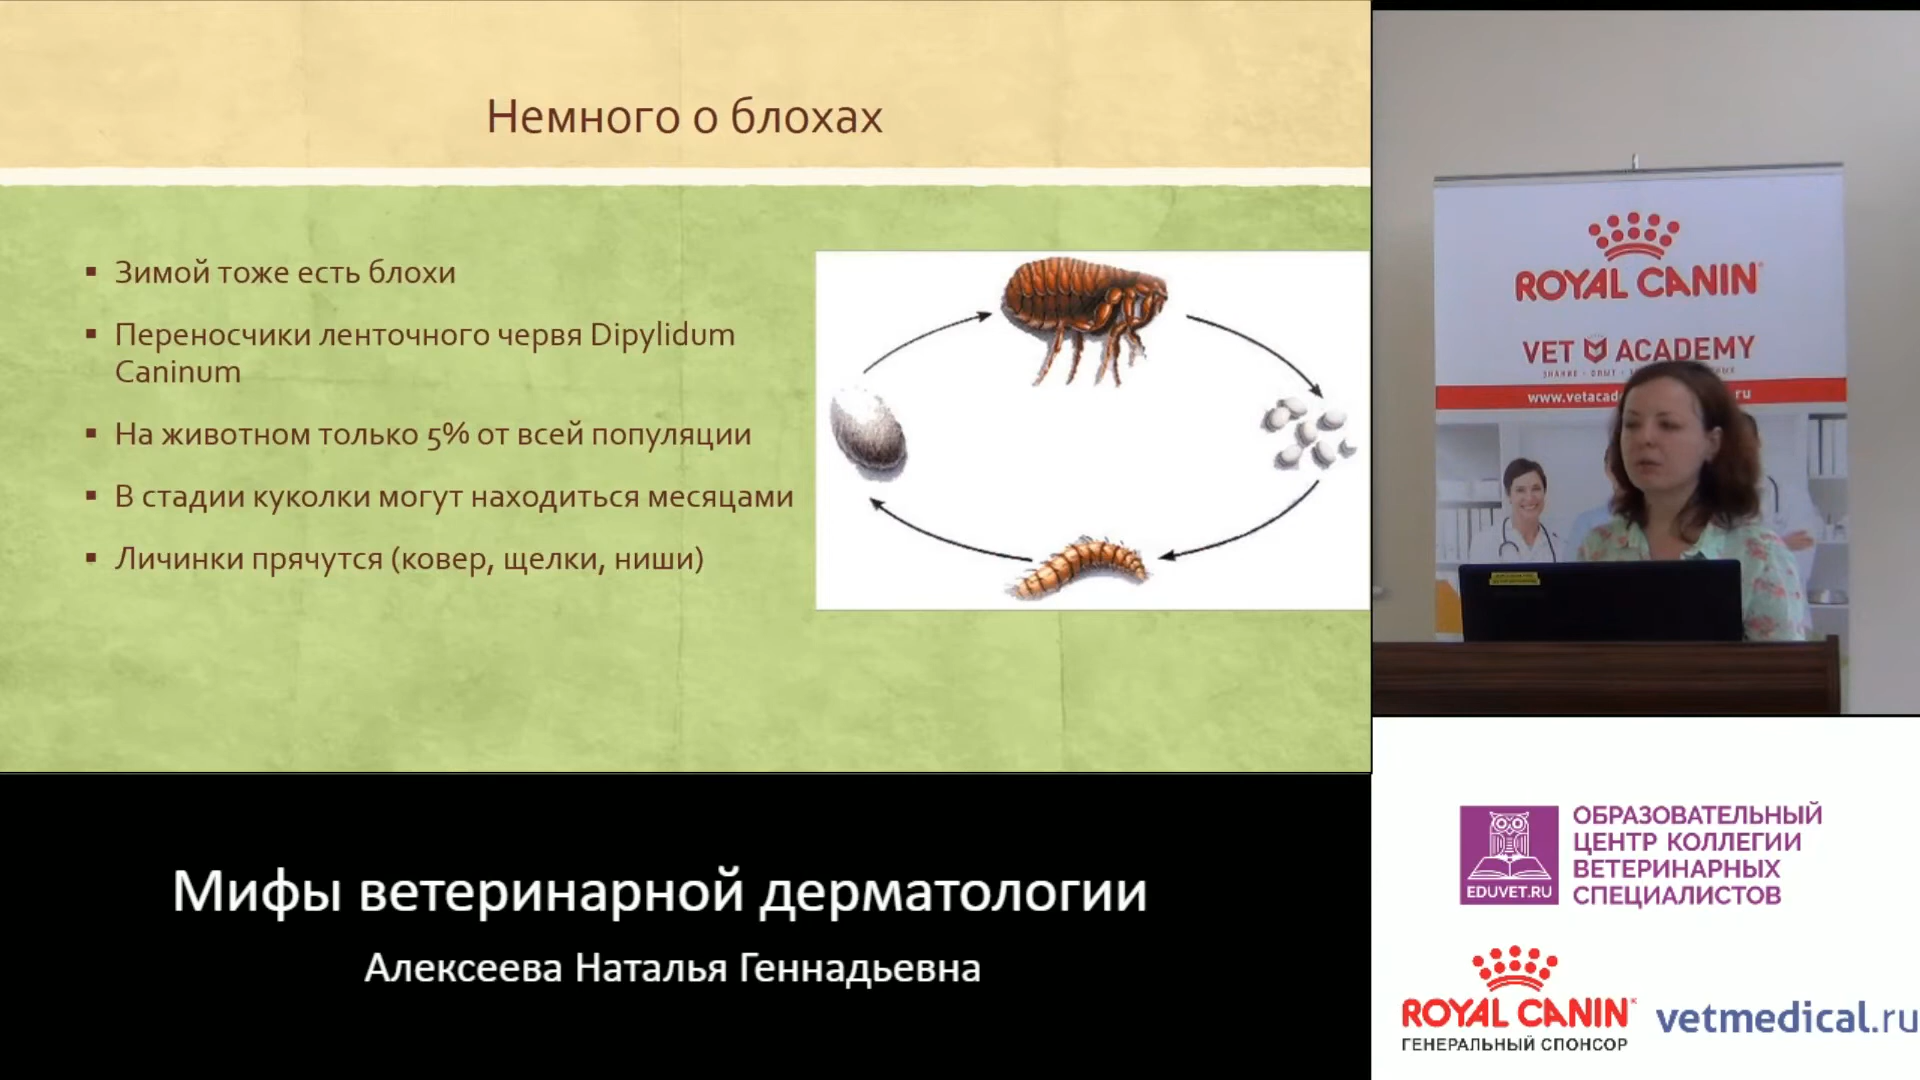 Немного о блохах
▪ Зимой тоже есть блохи
▪ Переносчики ленточного червя Dipylidum
Caninum
▪ На животном только 5% от всей популяции
▪ В стадии куколки могут находиться месяцами
▪ Личинки прячутся (ковер, щелки, ниши)
ROYAL CANIN
VET ACADEMY
www.vetacad
ru
Мифы ветеринарной дерматологии
Алексеева Наталья Геннадьевна
EDUVET.RU
ОБРАЗОВАТЕЛЬНЫЙ
ЦЕНТР КОЛЛЕГИИ
ВЕТЕРИНАРНЫХ
СПЕЦИАЛИСТОВ
ROYAL CANIN
ГЕНЕРАЛЬНЫЙ СПОНСОР
vetmedical.ru